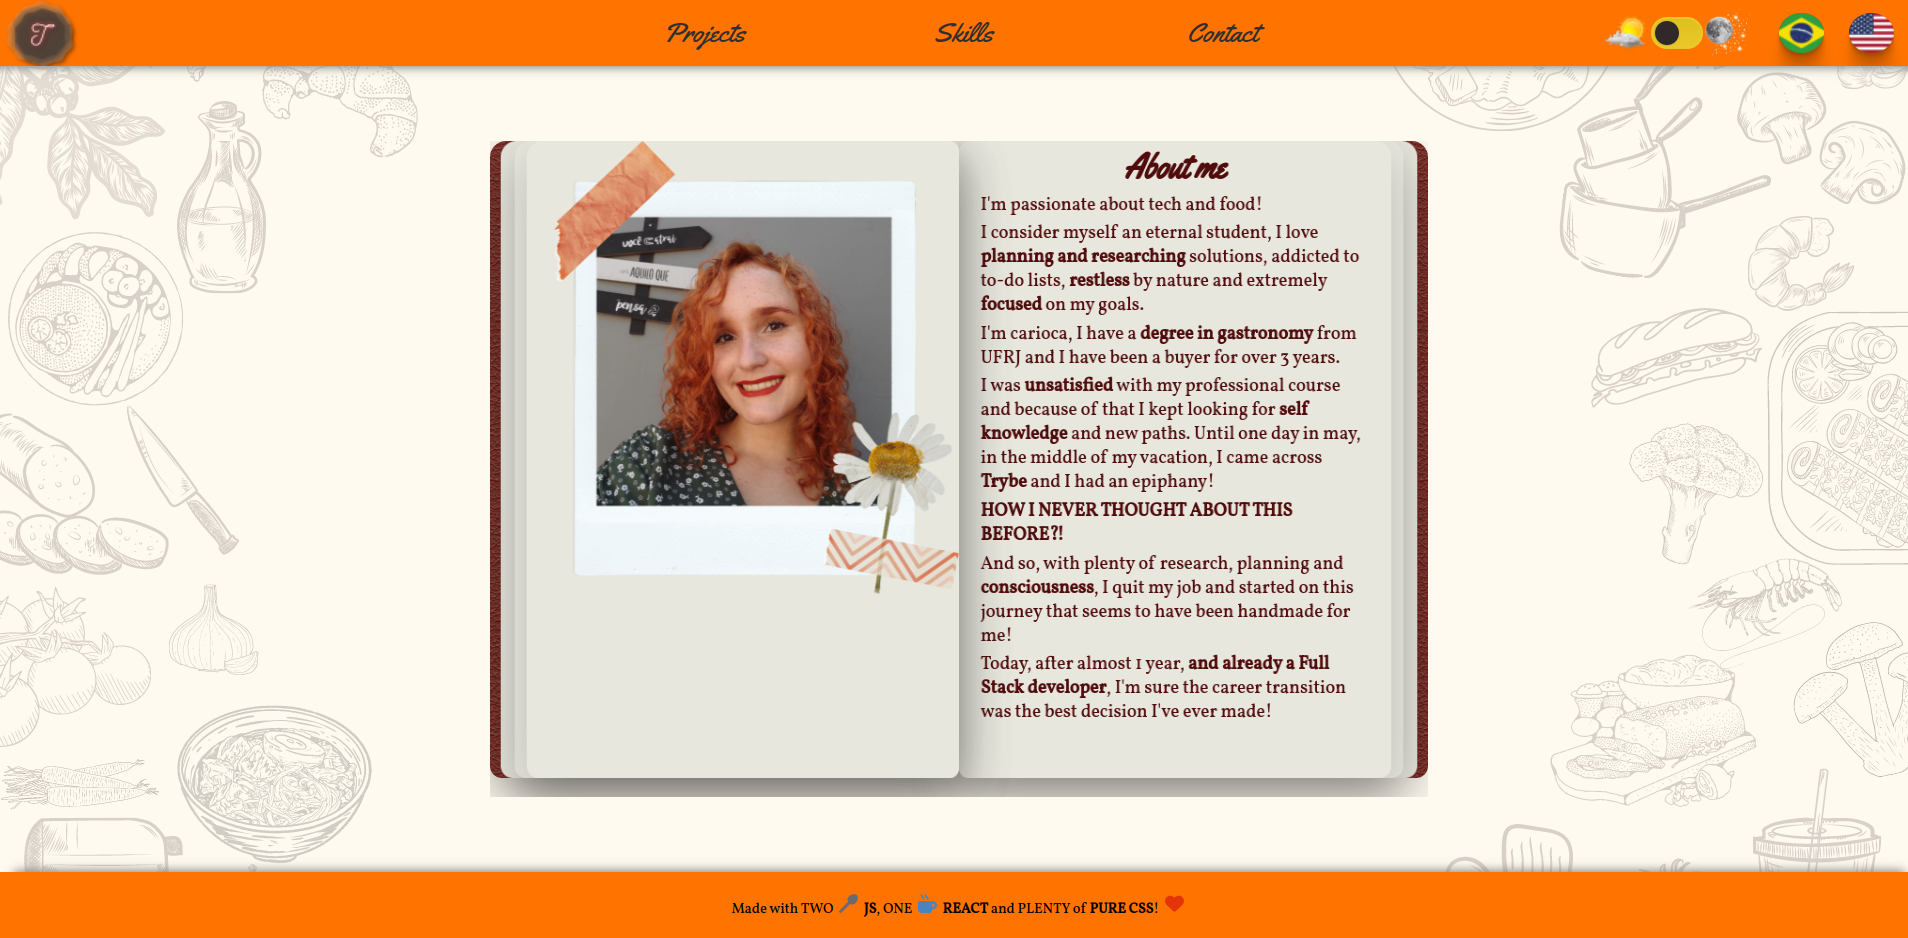 T
Projects
Skills
Contact
você
AQUILO QUE
pensa
About me
I'm passionate about tech and food!
I consider myself an eternal student, I love
planning and researching solutions, addicted to
to-do lists, restless by nature and extremely
focused on my goals.
I'm carioca, I have a degree in gastronomy from
UFRJ and I have been a buyer for over 3 years.
I was unsatisfied with my professional course
and because of that I kept looking for self
knowledge and new paths. Until one day in may,
in the middle of my vacation, I came across
Trybe and I had an epiphany!
HOW I NEVER THOUGHT ABOUT THIS
BEFORE?!
And so, with plenty of research, planning and
consciousness, I quit my job and started on this
journey that seems to have been handmade for
me!
Today, after almost 1 year, and already a Full
Stack developer, I'm sure the career transition
was the best decision I've ever made!
Made with TWO JS, ONE REACT and PLENTY of PURE CSS!